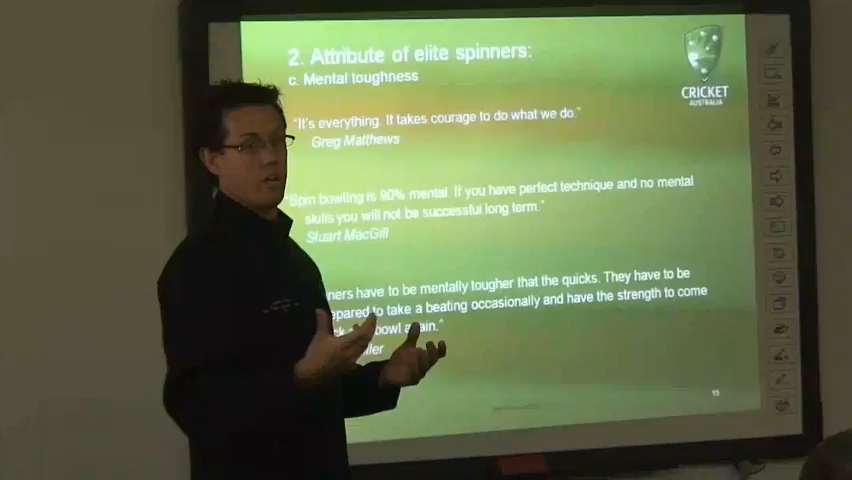 2. Attribute of elite spinners:
c. Mental toughness
CRICKET
AUSTRALIA
"It's everything. It takes courage to do what we do."
Greg Matthews
"Spin bowling is 90% mental. If you have perfect technique and no mental
skills you will not be successful long term."
Stuart MacGill
ners have to be mentally tougher that the quicks. They have to be
epared to take a beating occasionally and have the strength to come
bowl again."
15